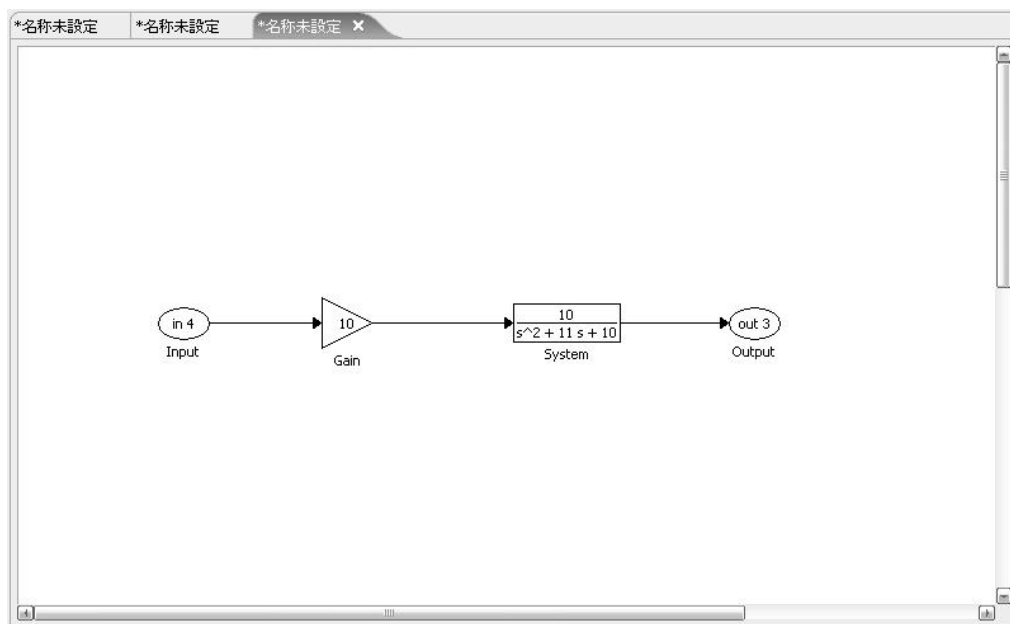 *名称未設定
*名称未設定
*名称未設定
in 4
Input
10
Gain
10
s^2 + 11 s + 10
System
out 3
Output